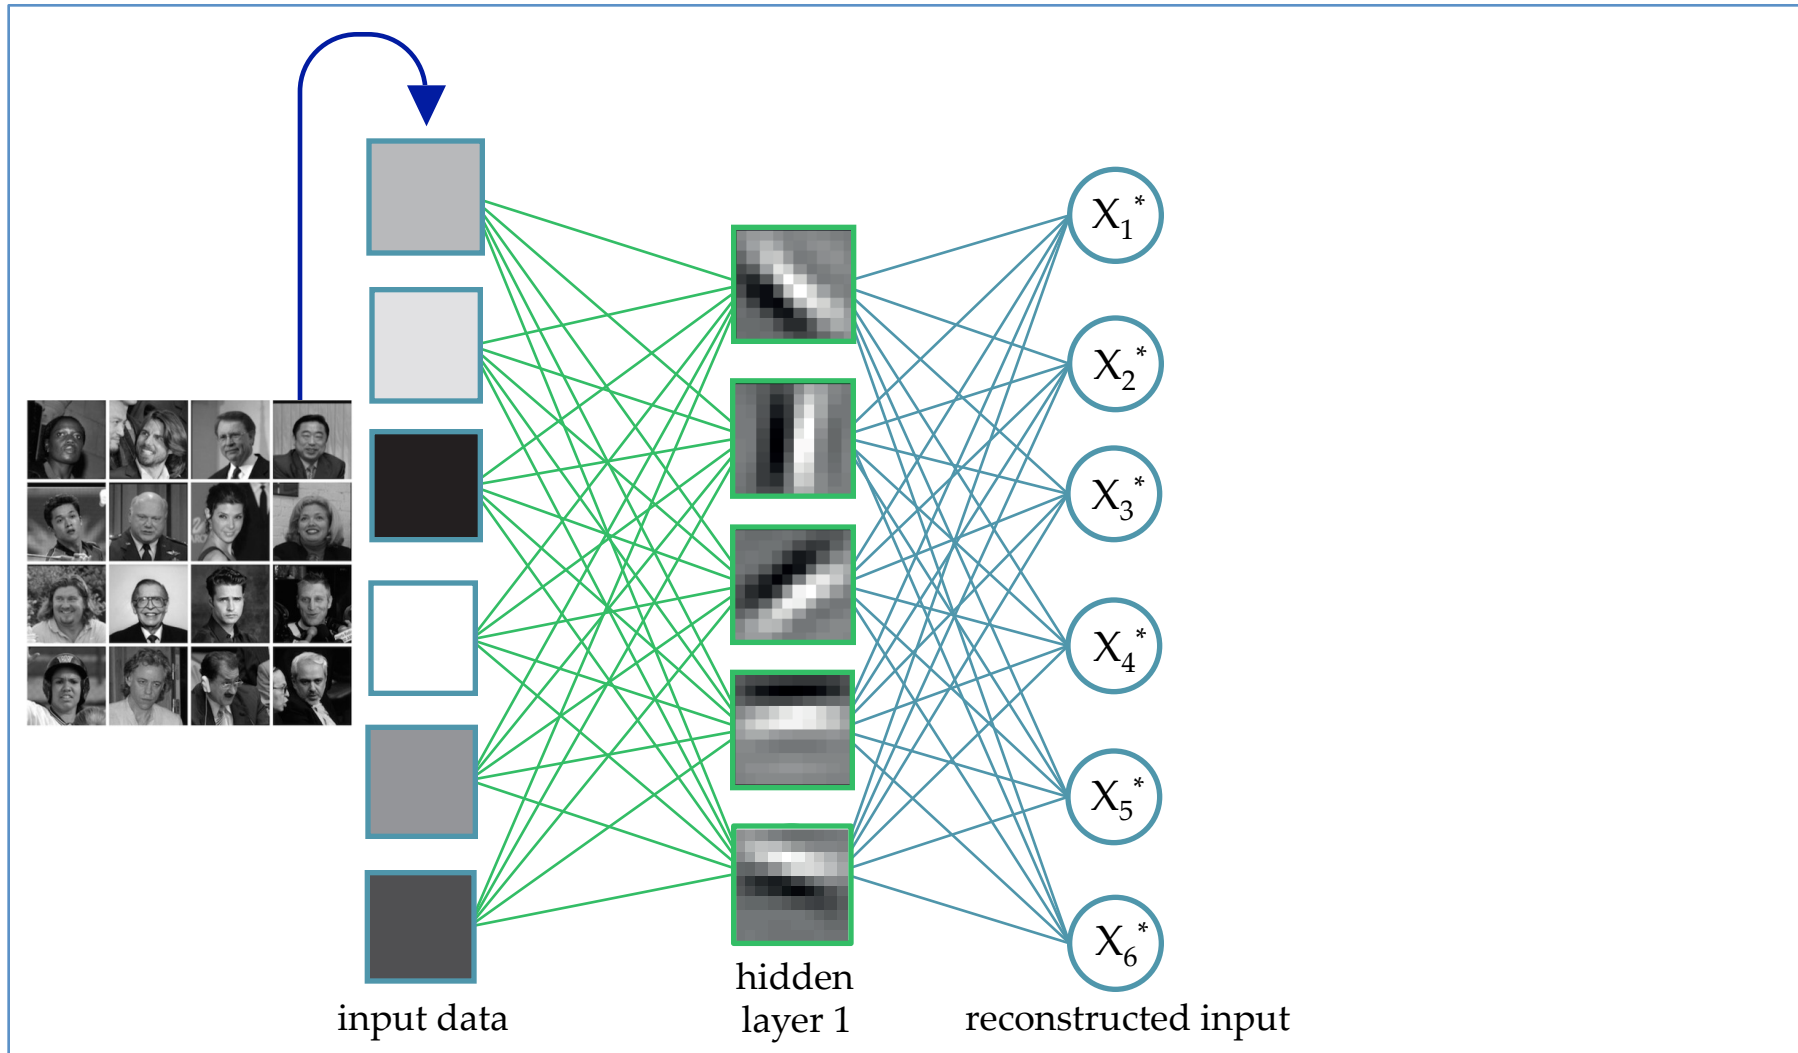 X₁*
X₂*
X₃*
X₄*
X₅*
X₆*
hidden
layer 1
input data
reconstructed input